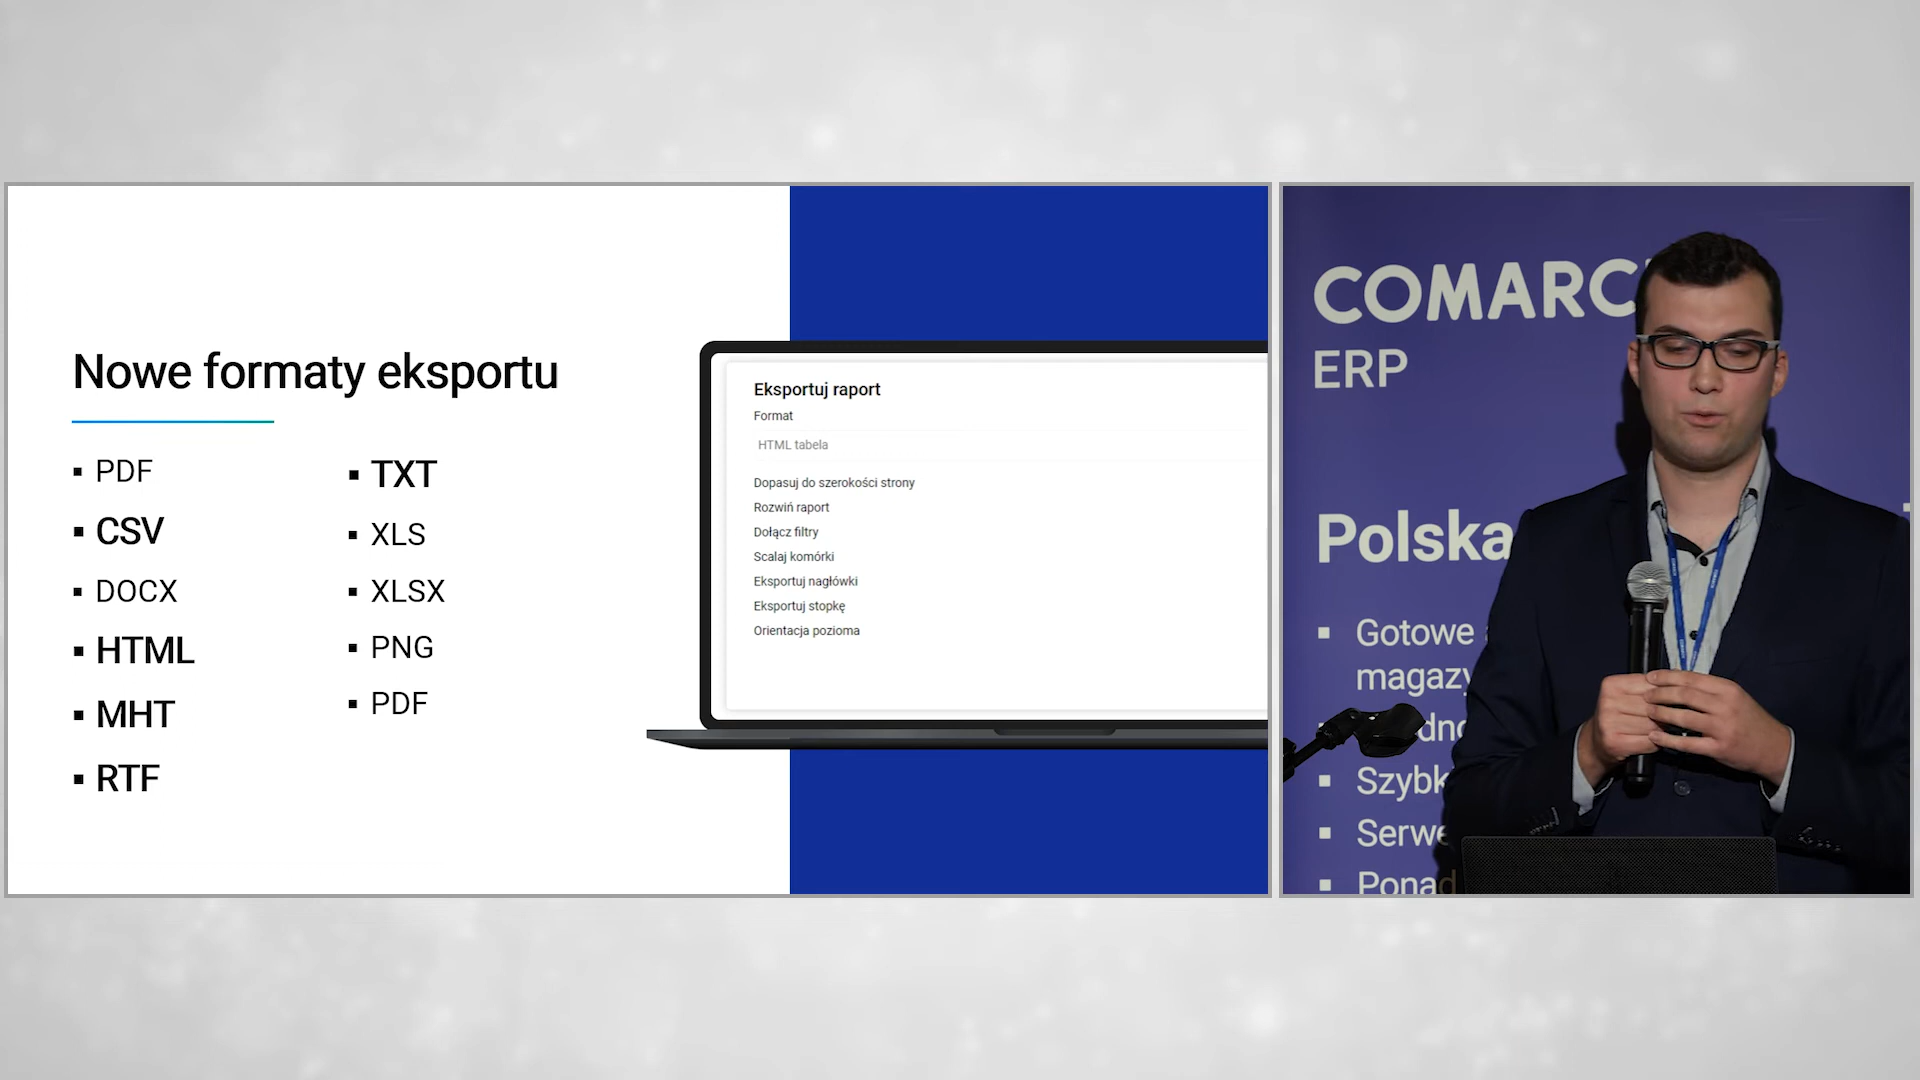 Nowe formaty eksportu
PDF
CSV
DOCX
HTML
MHT
RTF
TXT
XLS
XLSX
PNG
PDF
Eksportuj raport
Format
HTML tabela
Dopasuj do szerokości strony
Rozwiń raport
Dołącz filtry
Scalaj komórki
Eksportuj nagłówki
Eksportuj stopkę
Orientacja pozioma
COMARC
ERP
Polska
Gotowe
magazy
Szybk
Serwe
Ponad